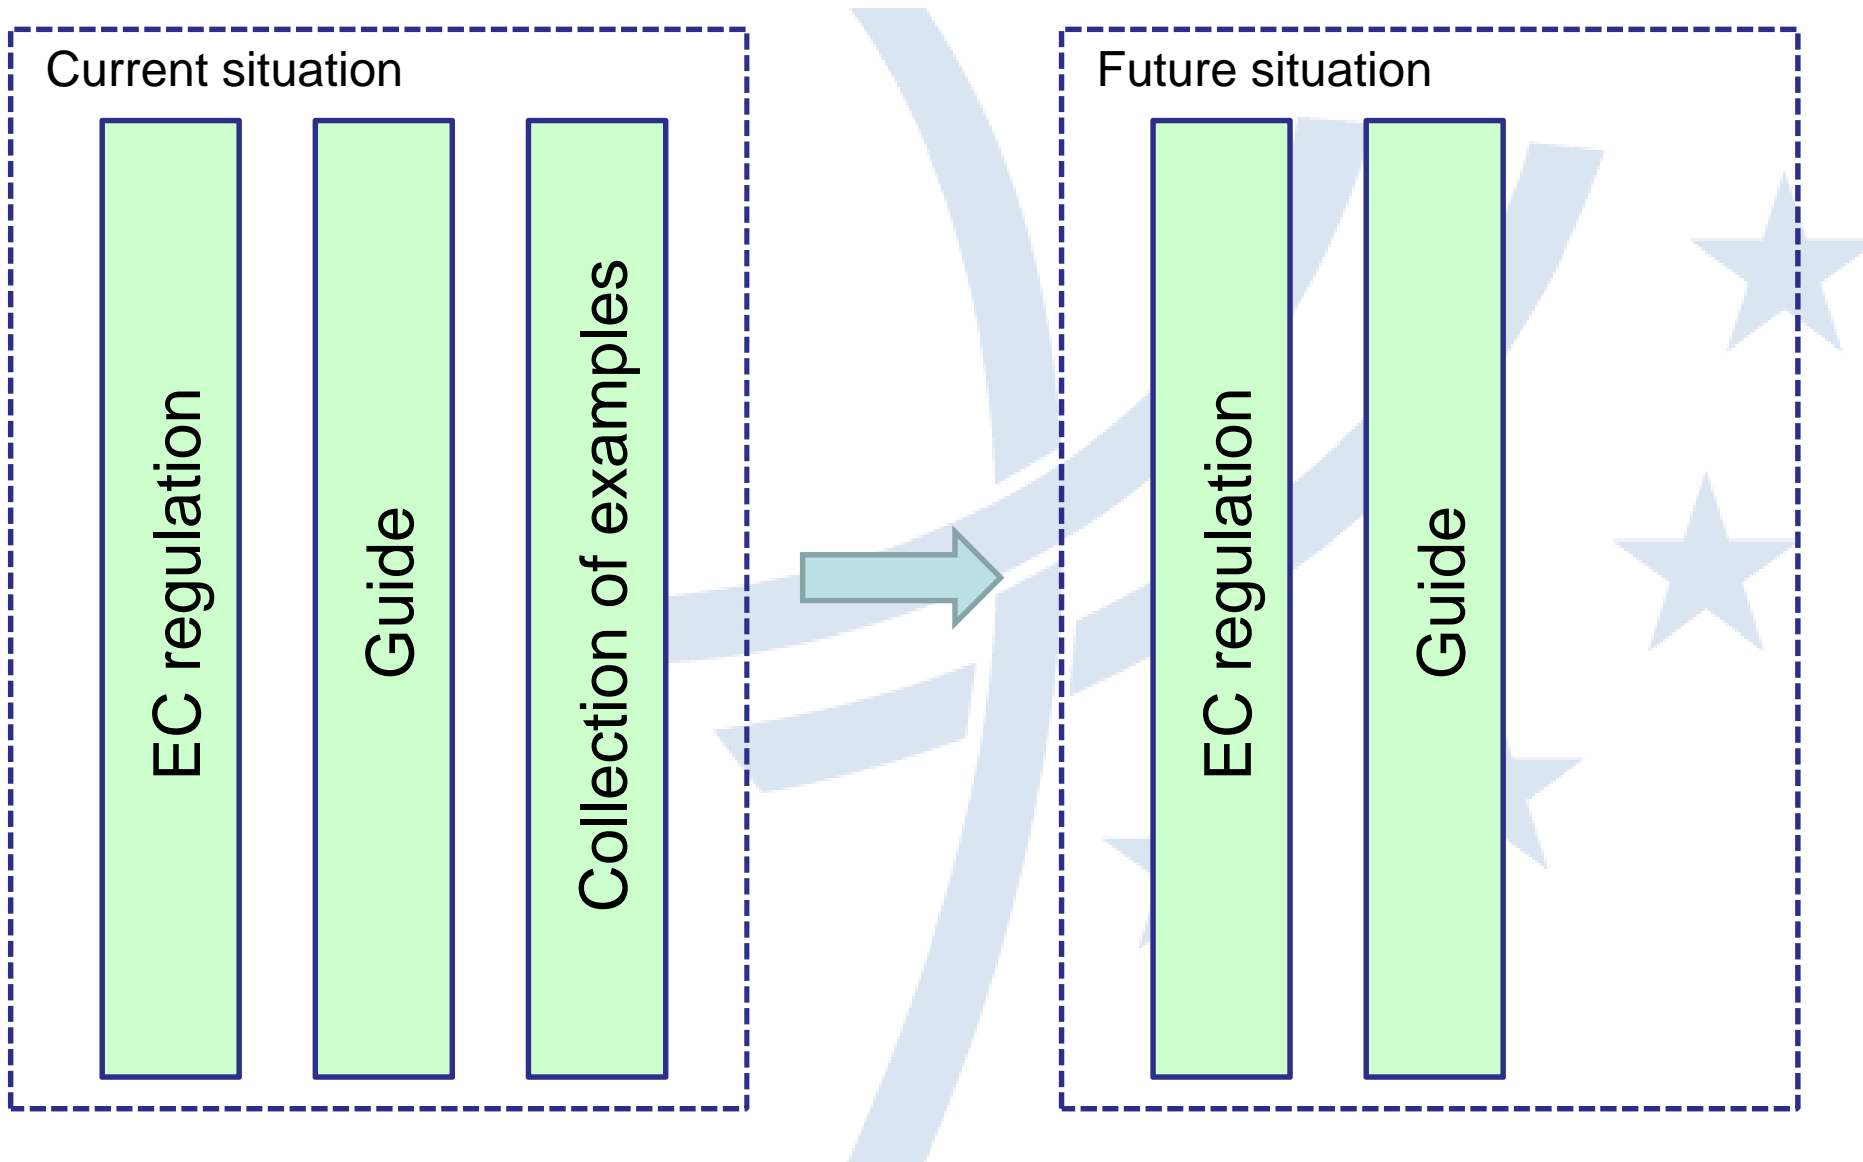 Current situation
EC regulation
Guide
Collection of examples
Future situation
EC regulation
Guide